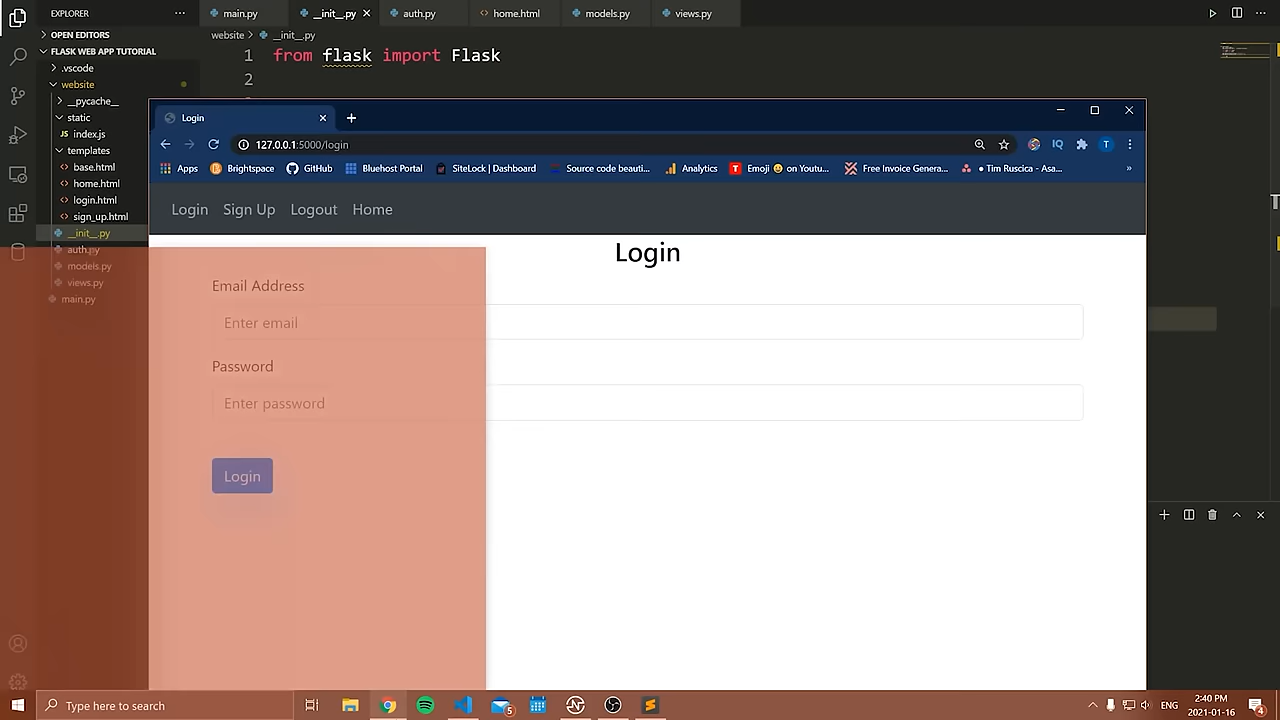 EXPLORER
main.py
__init__.py
auth.py
home.html
models.py
views.py
OPEN EDITORS
FLASK WEB APP TUTORIAL
.vscode
website
__pycache__
static
JS index.js
templates
base.html
home.html
login.html
sign_up.html
__init__.py
auth.py
models.py
views.py
main.py
website > __init__.py
1 from flask import Flask
2
Login
127.0.0.1:5000/login
Apps
Brightspace
GitHub
Bluehost Portal
SiteLock | Dashboard
Source code beauti...
Analytics
Emoji 😀 on Youtu...
Free Invoice Genera...
• Tim Ruscica - Asa...
»
Login Sign Up Logout Home
Login
Email Address
Enter email
Password
Enter password
Login
Type here to search
5
ENG
2:40 PM
2021-01-16
4